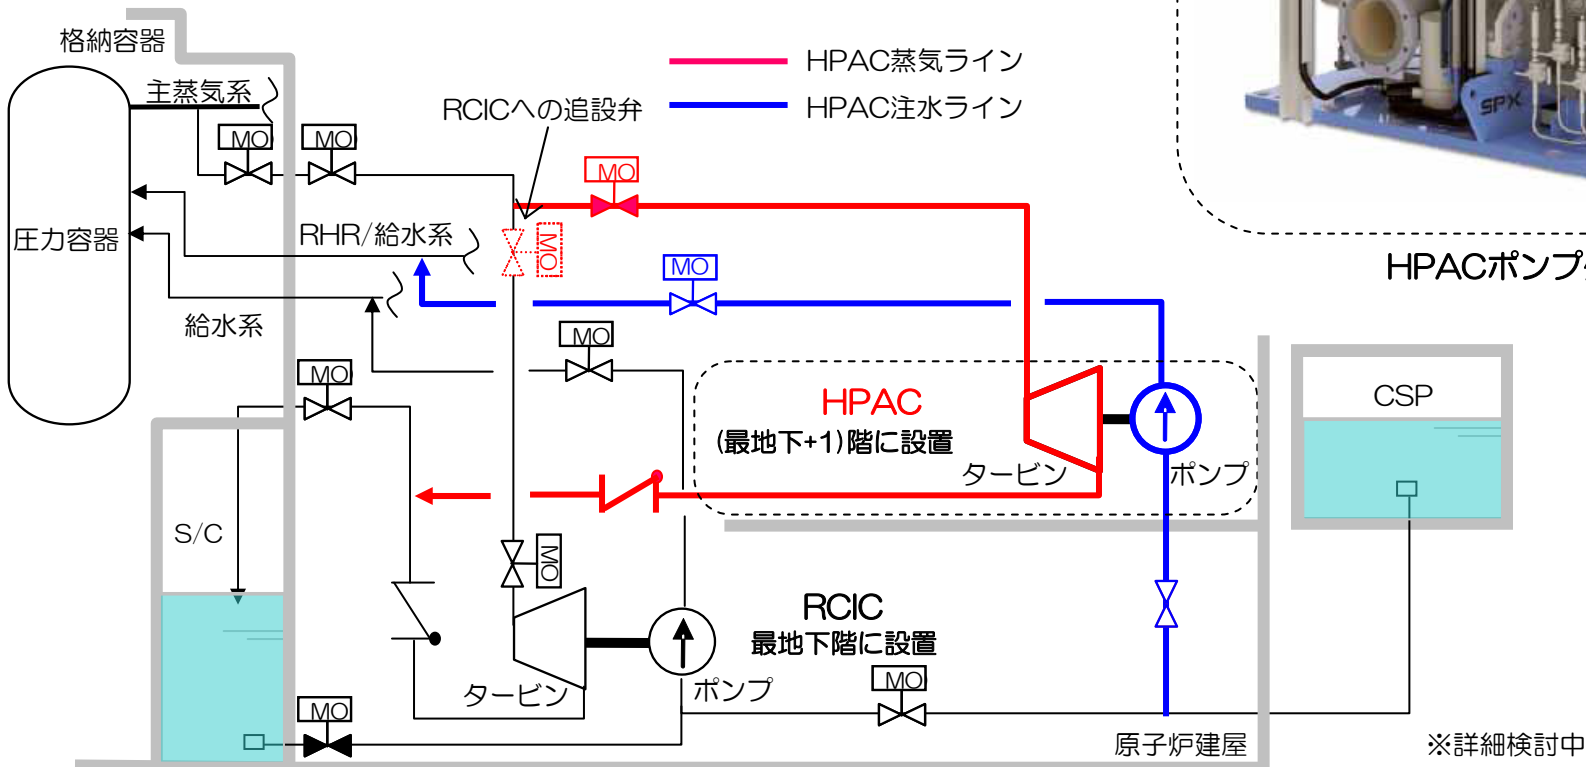 格納容器
主蒸気系
HPAC蒸気ライン
HPAC注水ライン
RCICへの追設弁
SPX
MO
MO
MO
圧力容器
RHR/給水系
MO
MO
HPACポンプ
給水系
MO
MO
HPAC
(最地下+1)階に設置
タービン
ポンプ
CSP
S/C
MO
RCIC
最地下階に設置
タービン
ポンプ
MO
MO
原子炉建屋
※詳細検討中